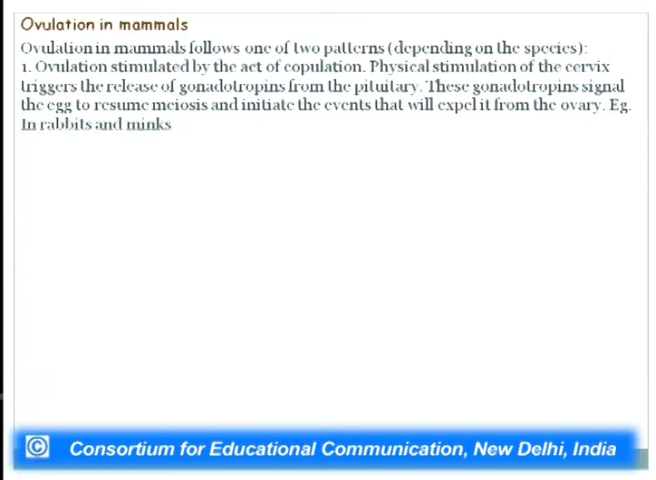 Ovulation in mammals
Ovulation in mammals follows one of two patterns (depending on the species):
1. Ovulation stimulated by the act of copulation. Physical stimulation of the cervix
triggers the release of gonadotropins from the pituitary. These gonadotropins signal
the egg to resume meiosis and initiate the events that will expel it from the ovary. Eg.
In rabbits and minks
© Consortium for Educational Communication, New Delhi, India